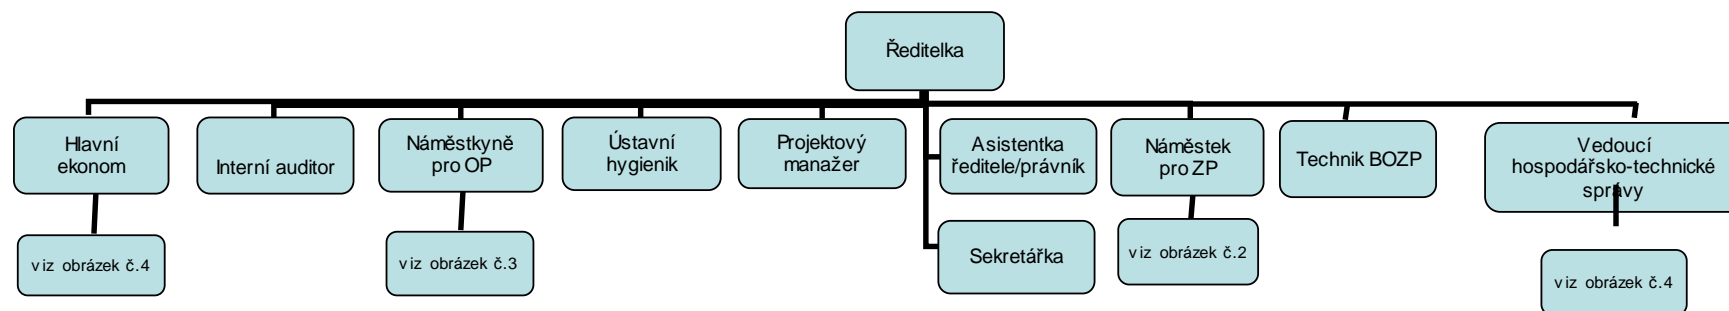 Ředitelka
Hlavní
ekonom
Interní auditor
Náměstkyně
pro OP
Ústavní
hygienik
Projektový
manažer
Asistentka
ředitele/právník
Náměstek
pro ZP
Technik BOZP
Vedoucí
hospodářsko-technické
správy
Sekretářka
viz obrázek č.4
viz obrázek č.3
viz obrázek č.2
viz obrázek č.4